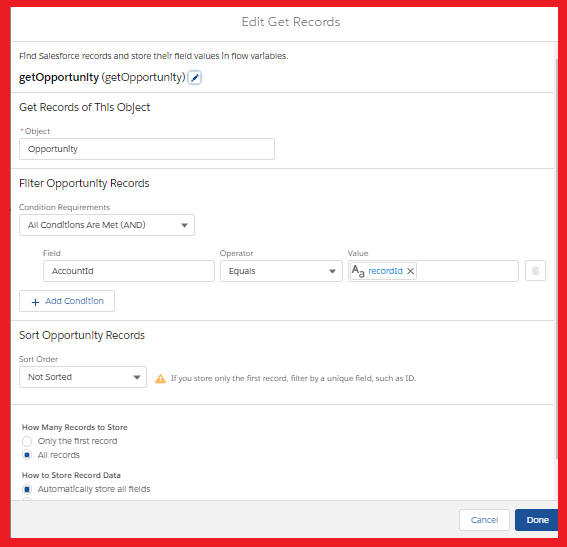 Edit Get Records
Find Salesforce records and store their field values in flow variables.
getOpportunity (getOpportunity)
Get Records of This Object
* Object
Opportunity
Filter Opportunity Records
Condition Requirements
All Conditions Are Met (AND)
Field Operator Value
AccountId Equals Aa recordId ×
+ Add Condition
Sort Opportunity Records
Sort Order
Not Sorted If you store only the first record, filter by a unique field, such as ID.
How Many Records to Store
Only the first record
All records
How to Store Record Data
Automatically store all fields
Cancel Done